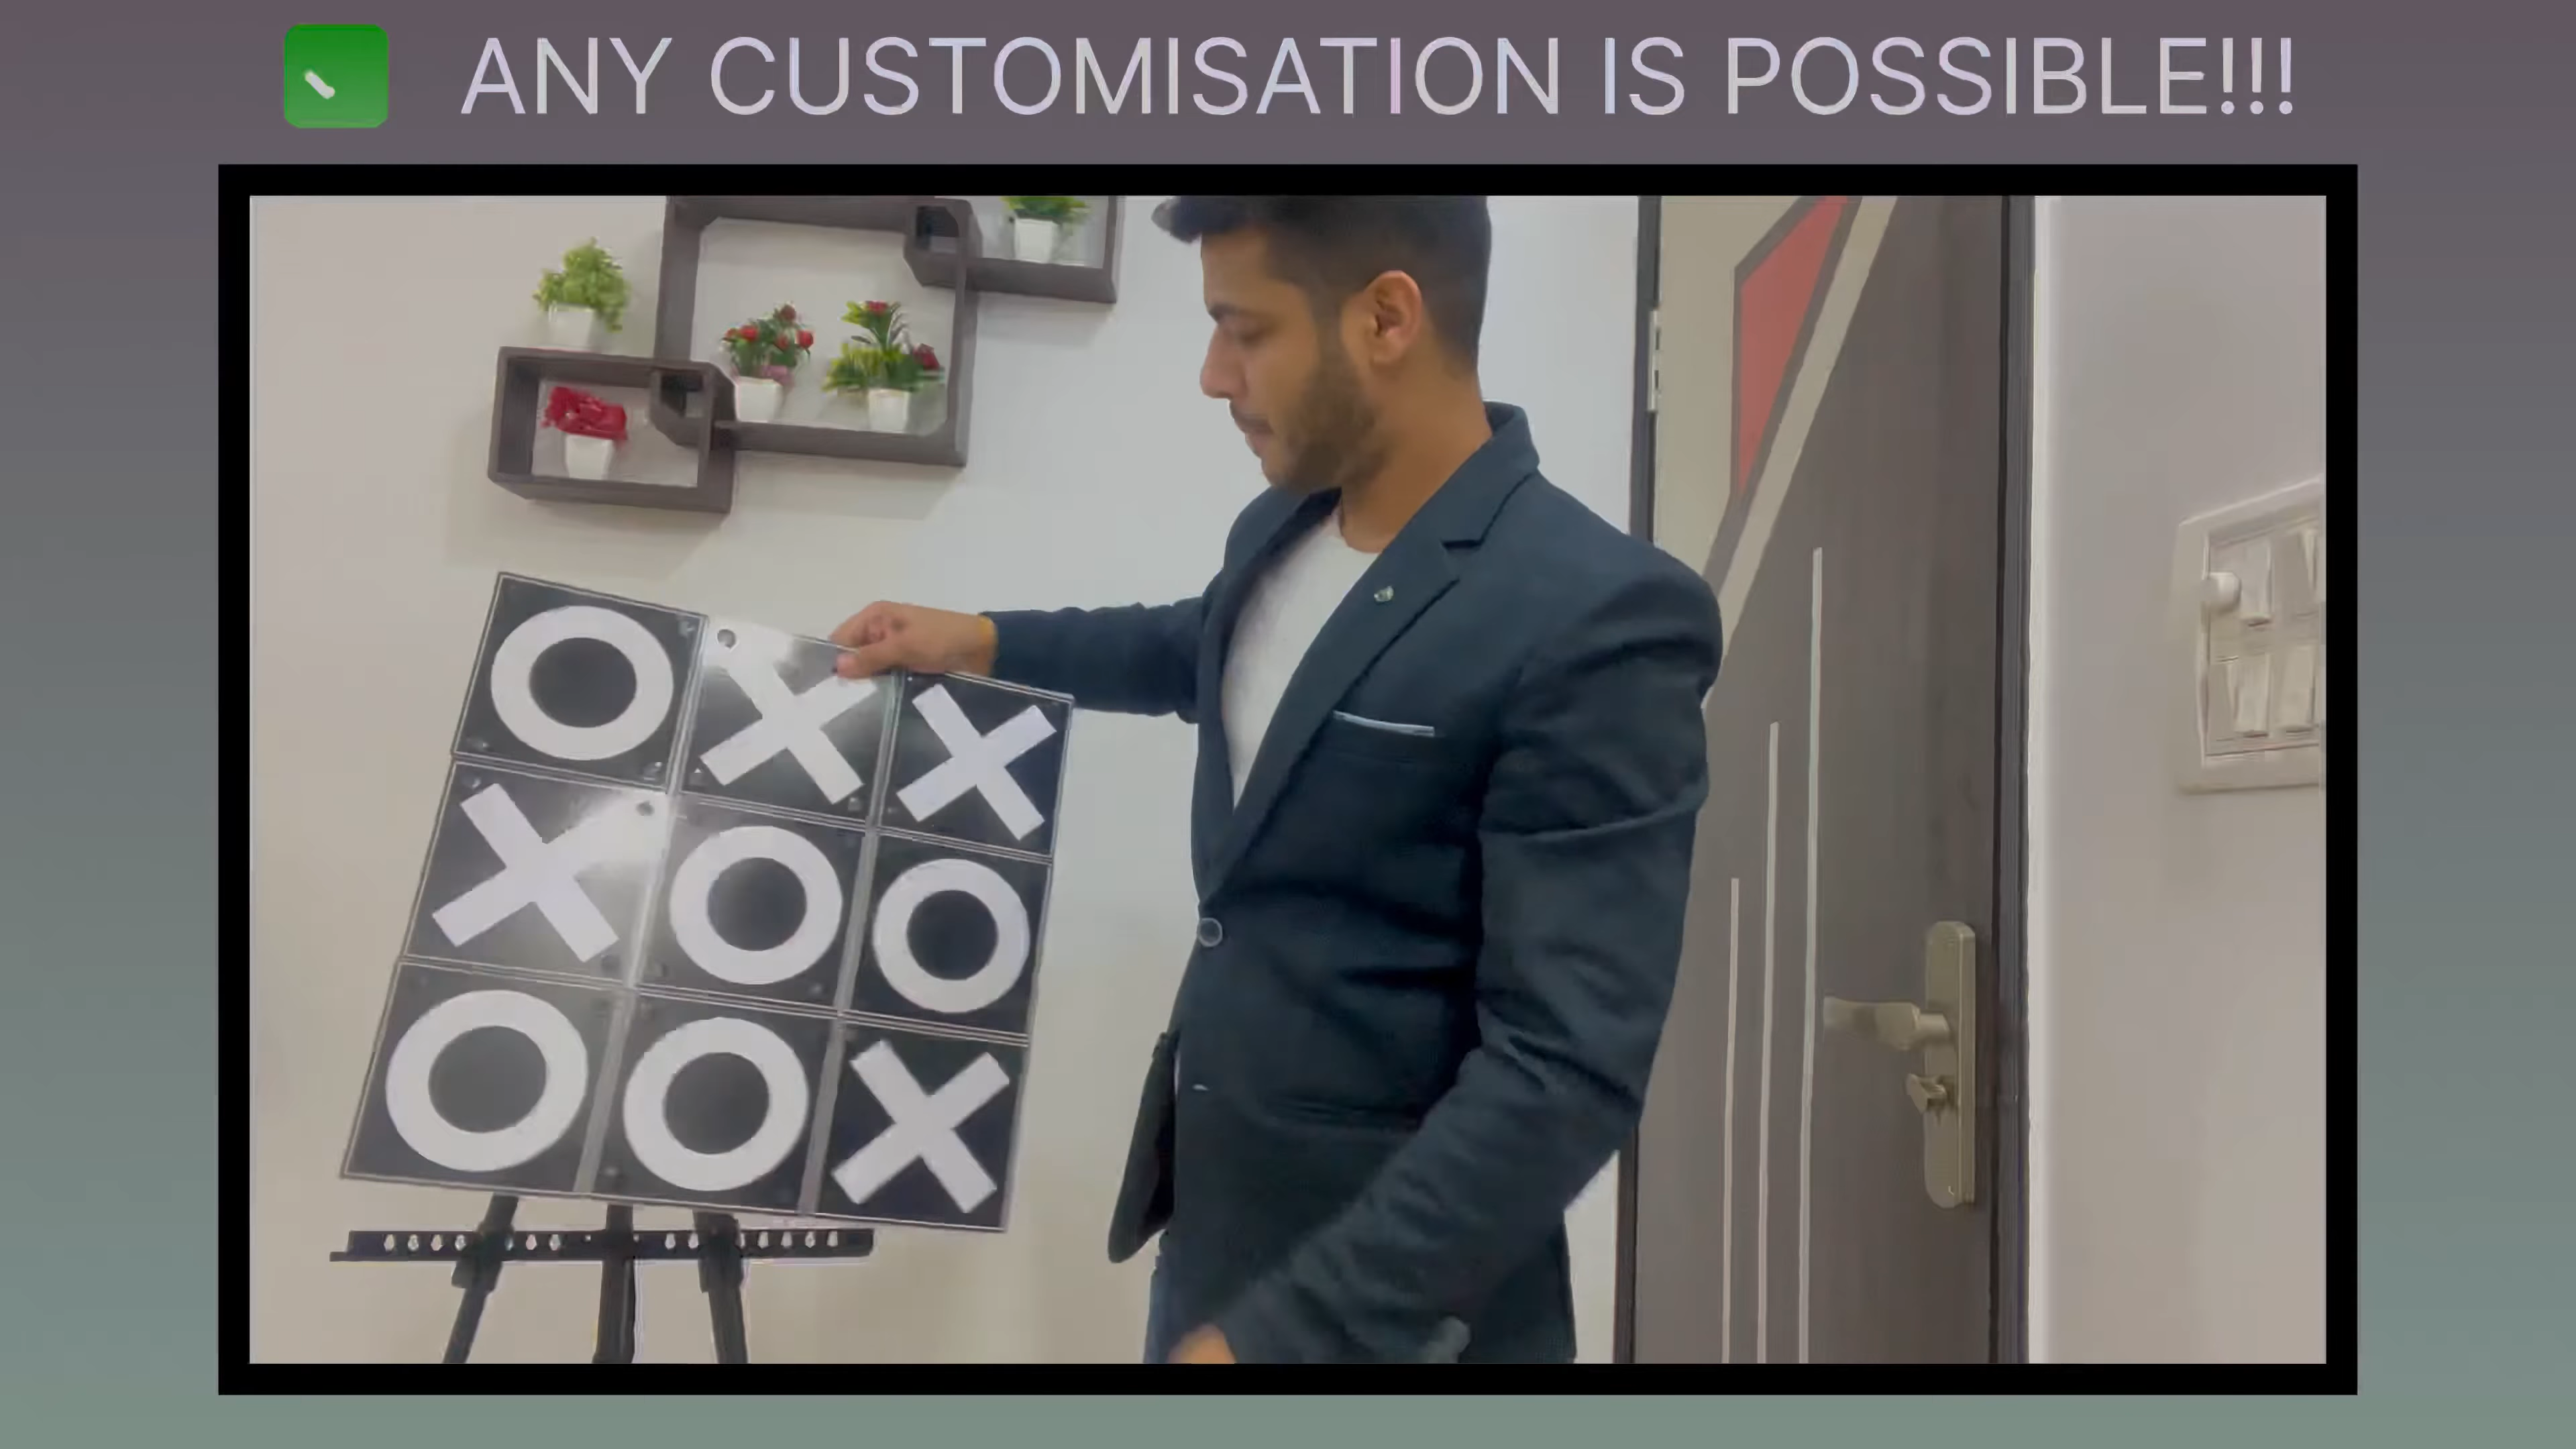 ANY CUSTOMISATION IS POSSIBLE!!!
O X X
X O O
O O X